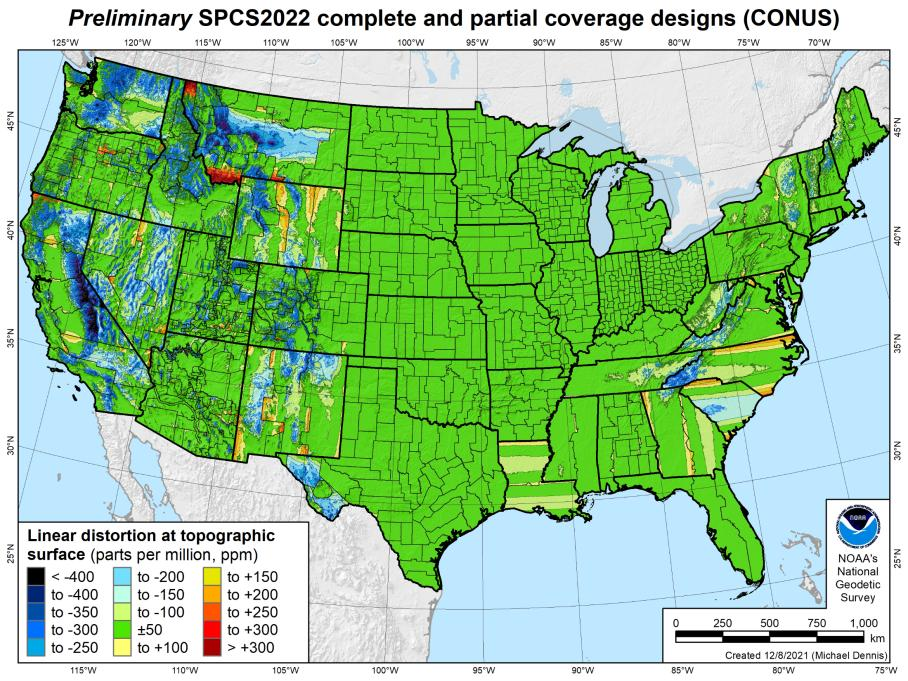 Preliminary SPCS2022 complete and partial coverage designs (CONUS)
125°W 120°W 115°W 110°W 105°W 100°W 95°W 90°W 85°W 80°W 75°W 70°W
45°N 45°N
40°N 40°N
35°N 35°N
30°N 30°N
25°N 25°N
Linear distortion at topographic
surface (parts per million, ppm)
< -400 to -200 to +150
to -400 to -150 to +200
to -350 to -100 to +250
to -300 ±50 to +300
to -250 to +100 > +300
NOAA
NOAA's
National
Geodetic
Survey
0 250 500 750 1,000
km
Created 12/8/2021 (Michael Dennis)
115°W 110°W 105°W 100°W 95°W 90°W 85°W 80°W 75°W